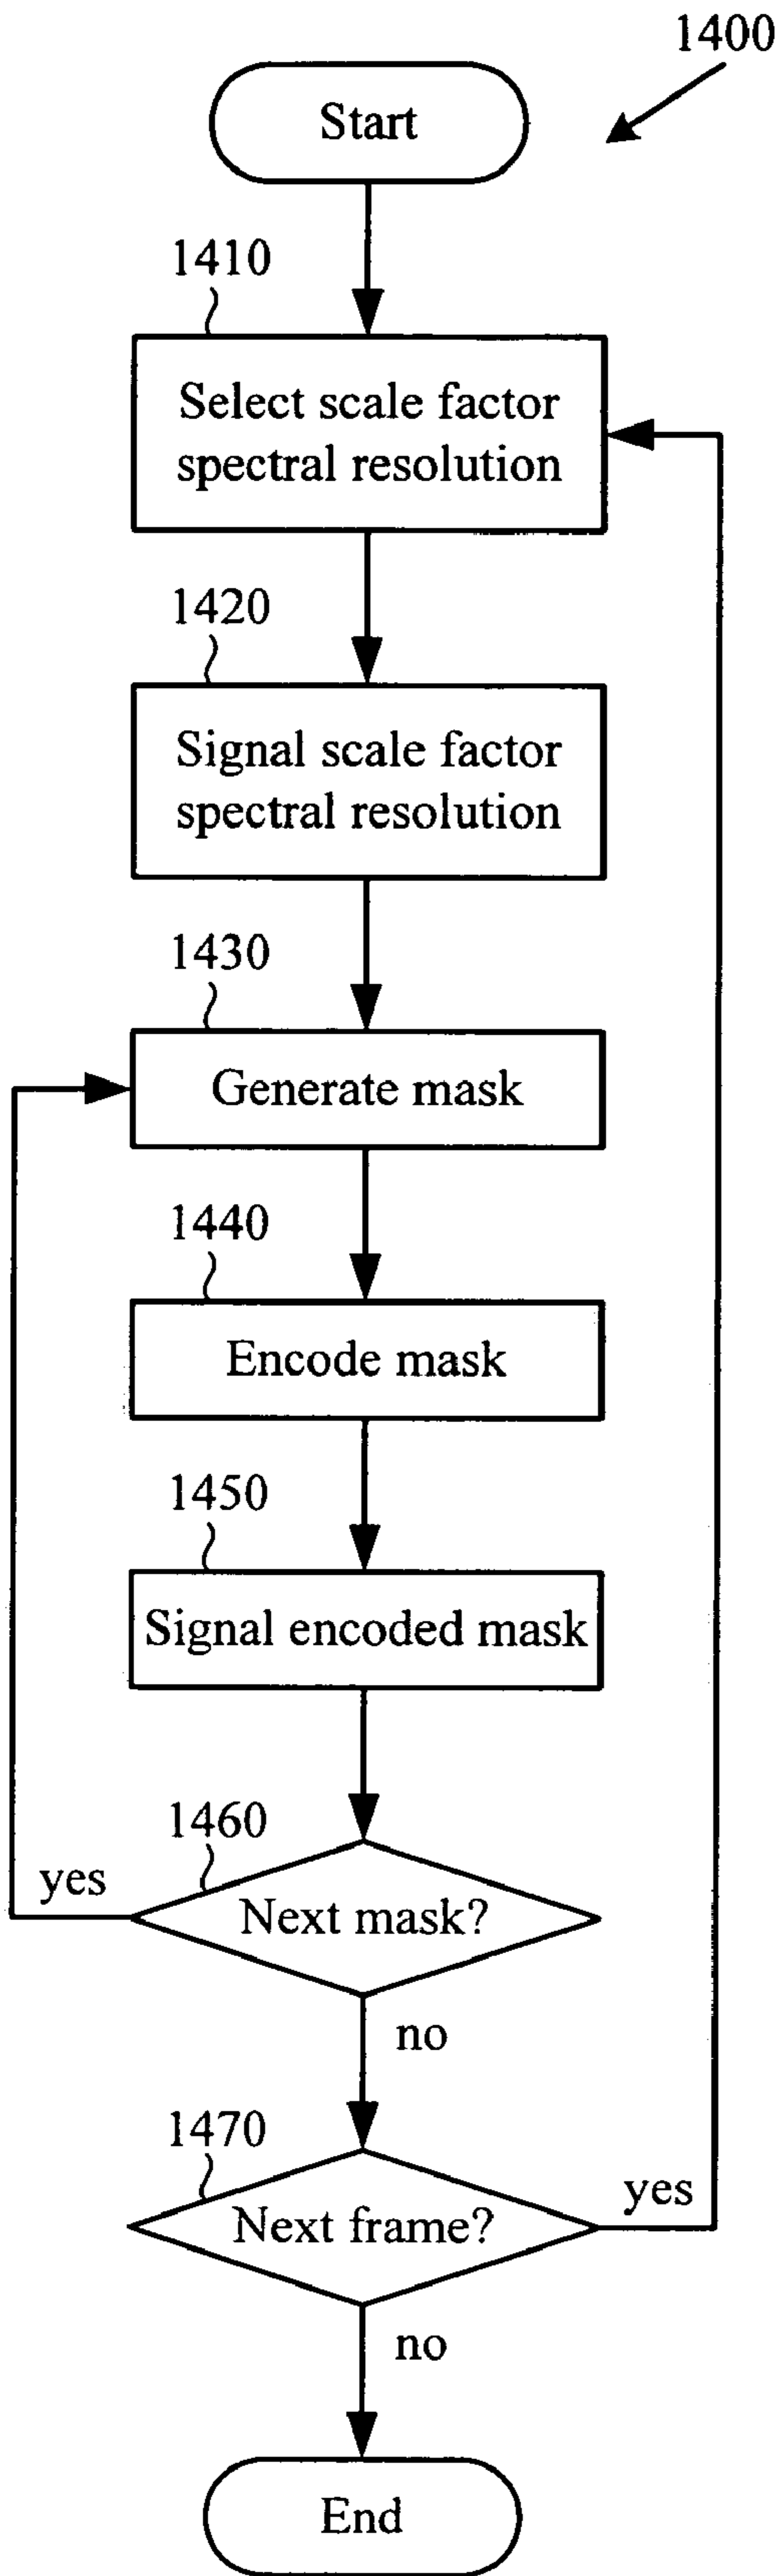 1400
Start
1410
Select scale factor
spectral resolution
1420
Signal scale factor
spectral resolution
1430
Generate mask
1440
Encode mask
1450
Signal encoded mask
1460
yes
Next mask?
no
1470
yes
Next frame?
no
End